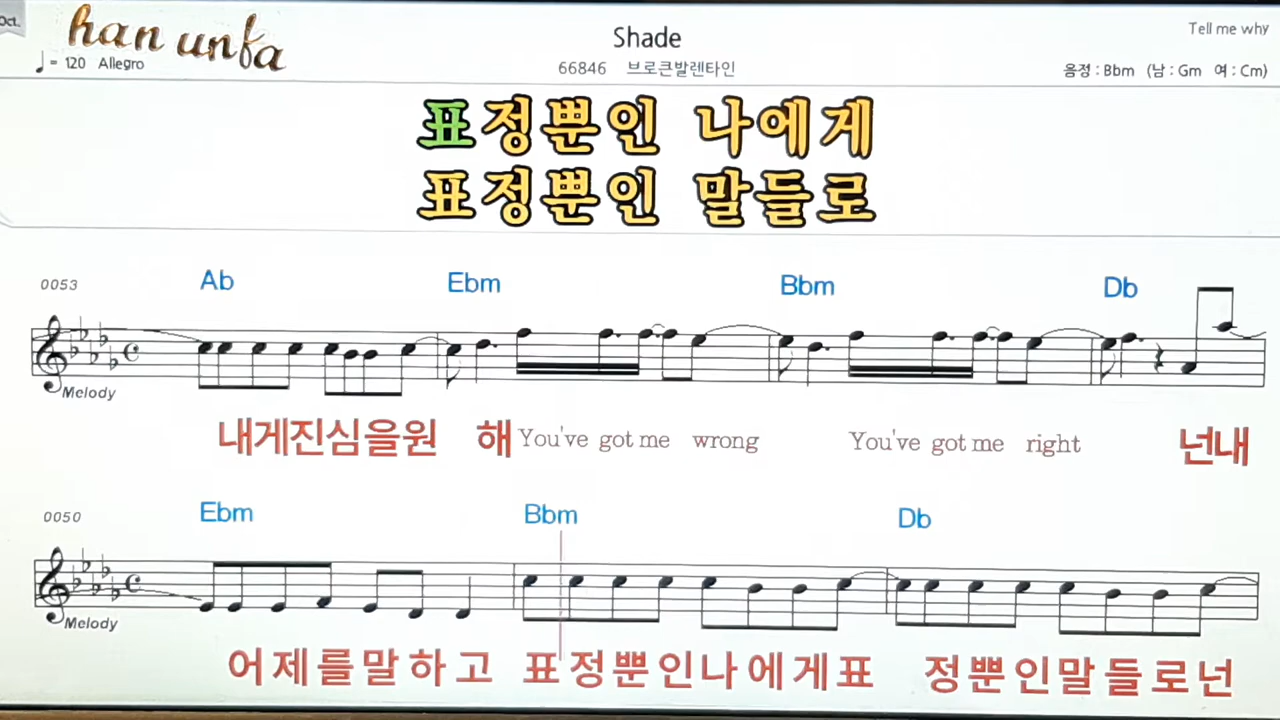 Oct.
han unfa
Shade
Tell me why
♩= 120 Allegro
66846 브로큰발렌타인
음정 : Bbm (남 : Gm 여 : Cm)
표정뿐인 나에게
표정뿐인 말들로
0053
Ab Ebm Bbm Db
Melody
내게진심을원 해 You've got me wrong You've got me right 넌내
0050
Ebm Bbm Db
Melody
어제를말하고 표정뿐인나에게표 정뿐인말들로넌